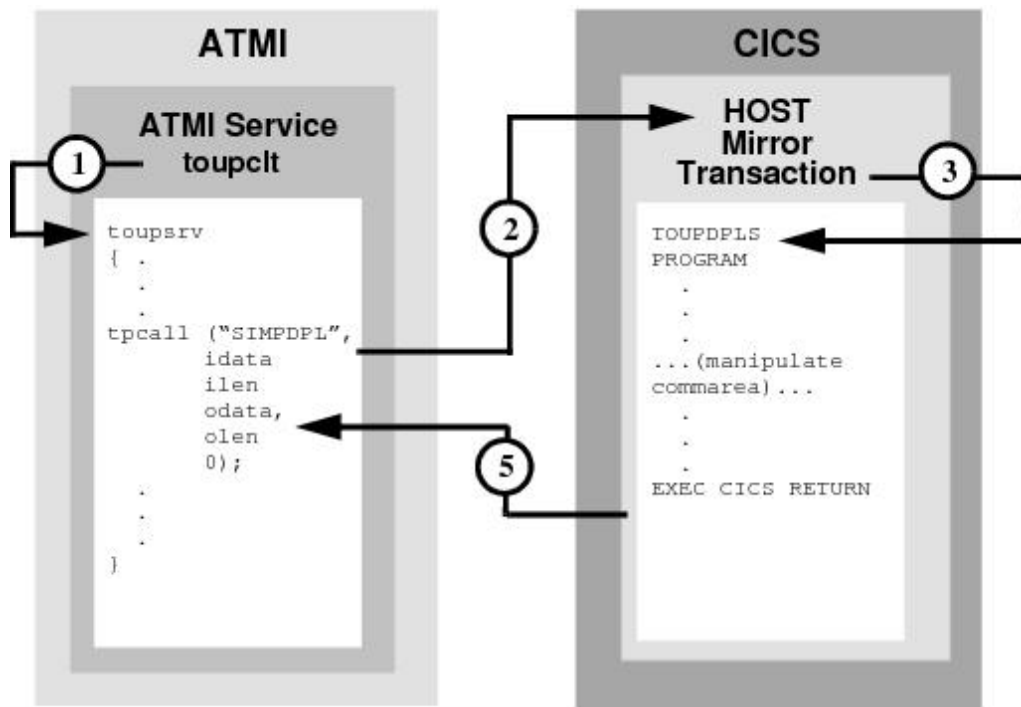 ATMI
ATMI Service
toupclt
1
toupsrv
{ .
.
.
tpcall (“SIMPDPL”,
idata
ilen
odata,
olen
0);
.
.
.
}
2
5
CICS
HOST
Mirror
Transaction
3
TOUPDPLS
PROGRAM
.
.
.
...(manipulate
commarea)...
.
.
.
EXEC CICS RETURN